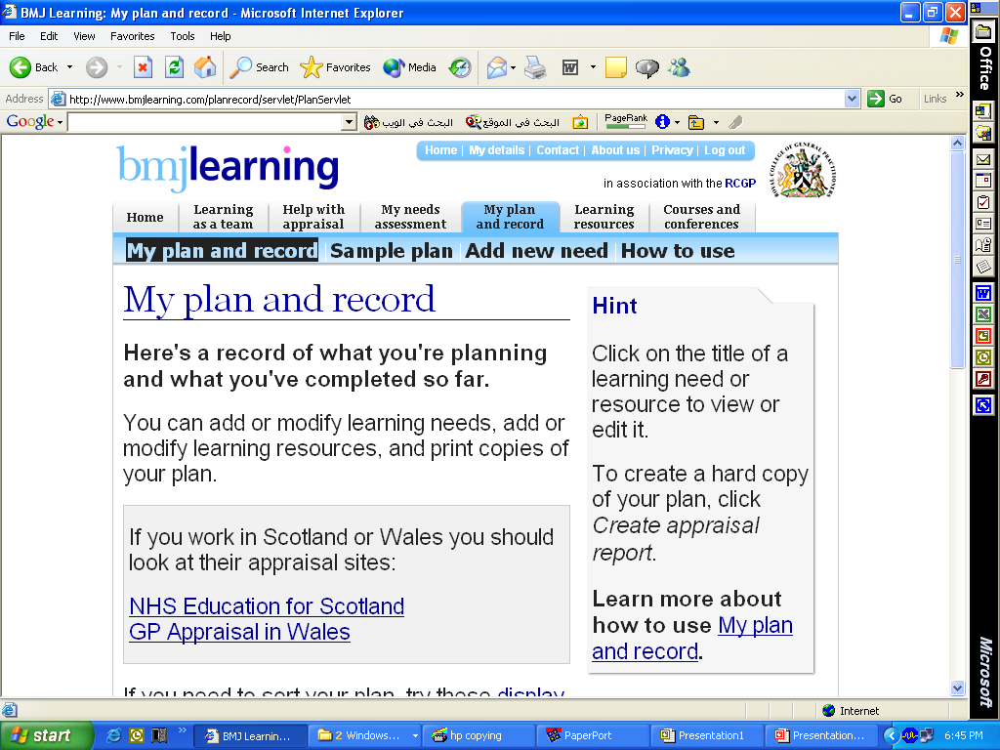 BMJ Learning: My plan and record - Microsoft Internet Explorer
File Edit View Favorites Tools Help
Back Search Favorites Media
Address http://www.bmjlearning.com/planrecord/servlet/PlanServlet Go Links »
Google البحث في الويب البحث في الموقع PageRank
bmjlearning
Home | My details | Contact | About us | Privacy | Log out
in association with the RCGP
Home
Learning as a team
Help with appraisal
My needs assessment
My plan and record
Learning resources
Courses and conferences
My plan and record Sample plan Add new need How to use
My plan and record
Here's a record of what you're planning
and what you've completed so far.
You can add or modify learning needs, add or
modify learning resources, and print copies of
your plan.
If you work in Scotland or Wales you should
look at their appraisal sites:
NHS Education for Scotland
GP Appraisal in Wales
If you need to sort your plan, try these display
Hint
Click on the title of a
learning need or
resource to view or
edit it.
To create a hard copy
of your plan, click
Create appraisal
report.
Learn more about
how to use My plan
and record.
Office
Microsoft
Internet
start BMJ Learnin... 2 Windows... hp copying PaperPort Presentation1 Presentation... 6:45 PM